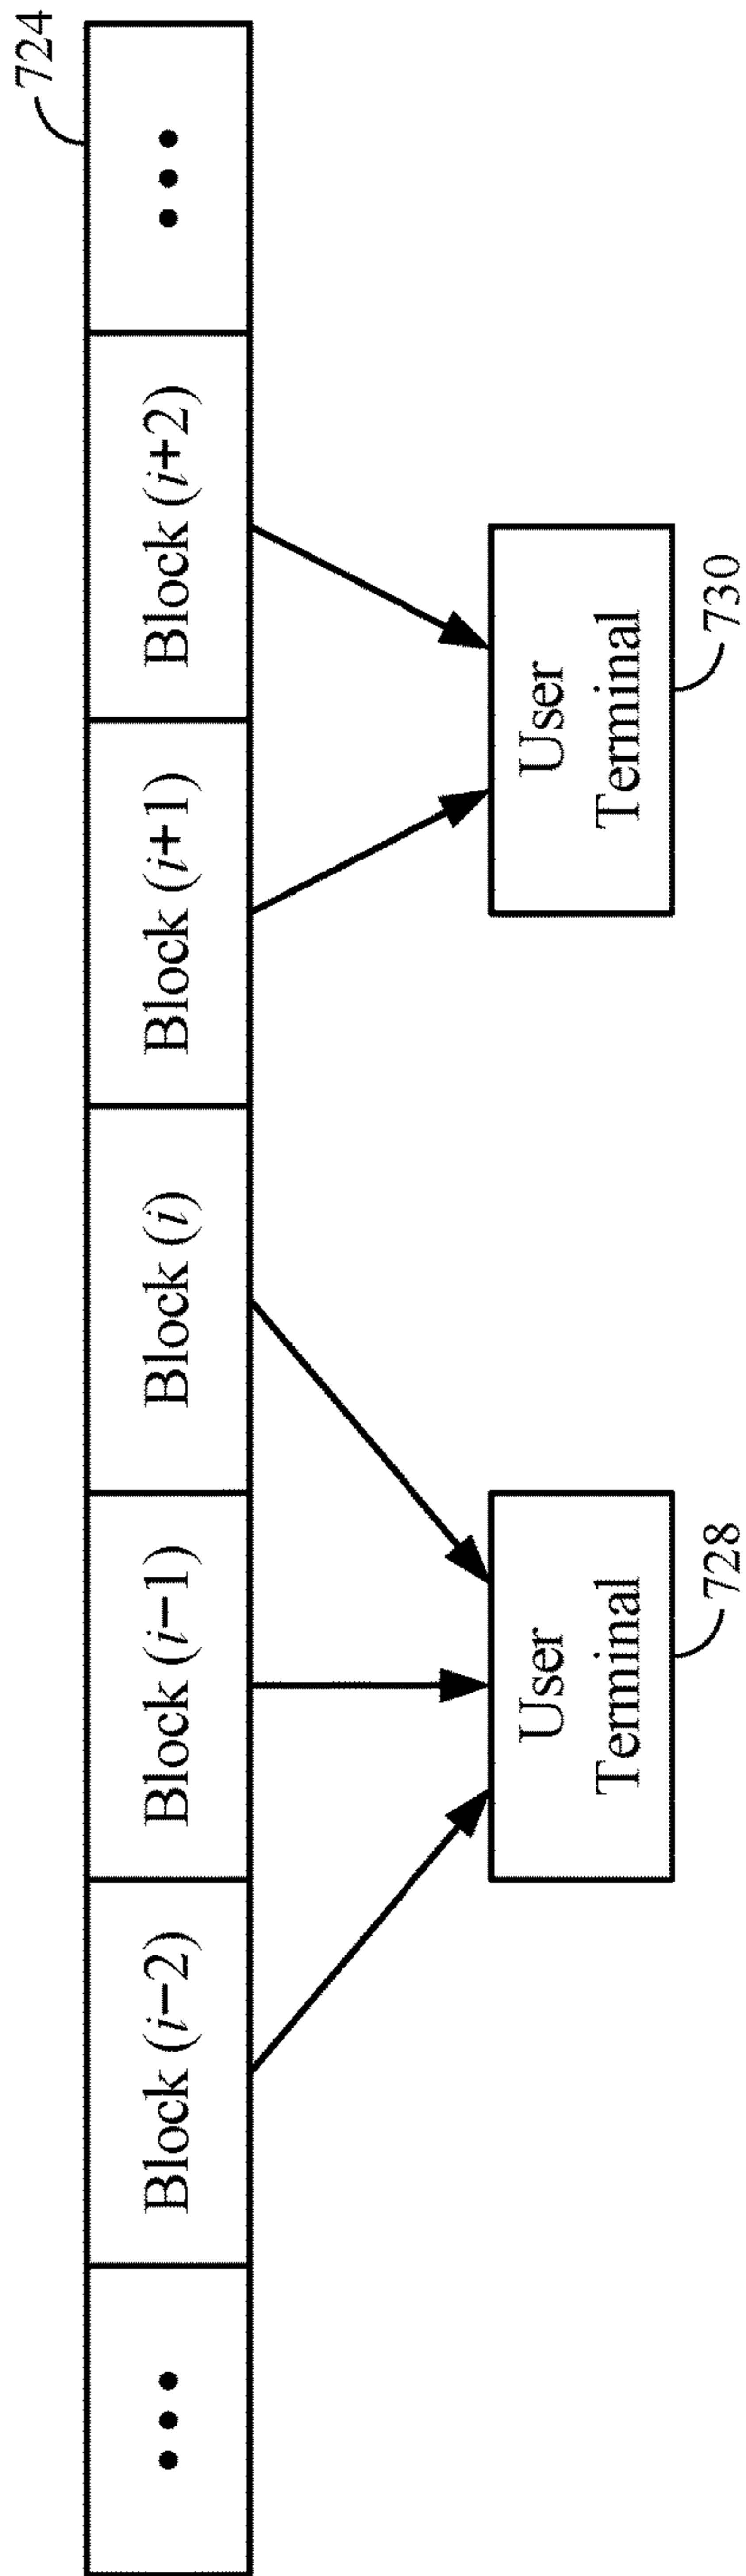 724
•••
Block (i−2)
Block (i−1)
Block (i)
Block (i+1)
Block (i+2)
•••
User
Terminal
728
User
Terminal
730